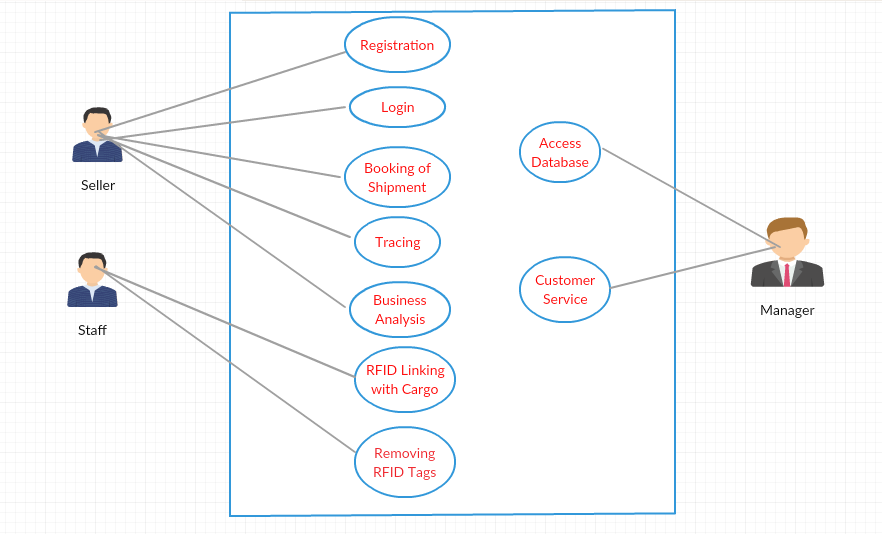 Registration
Login
Booking of
Shipment
Tracing
Business
Analysis
RFID Linking
with Cargo
Removing
RFID Tags
Access
Database
Customer
Service
Seller
Staff
Manager